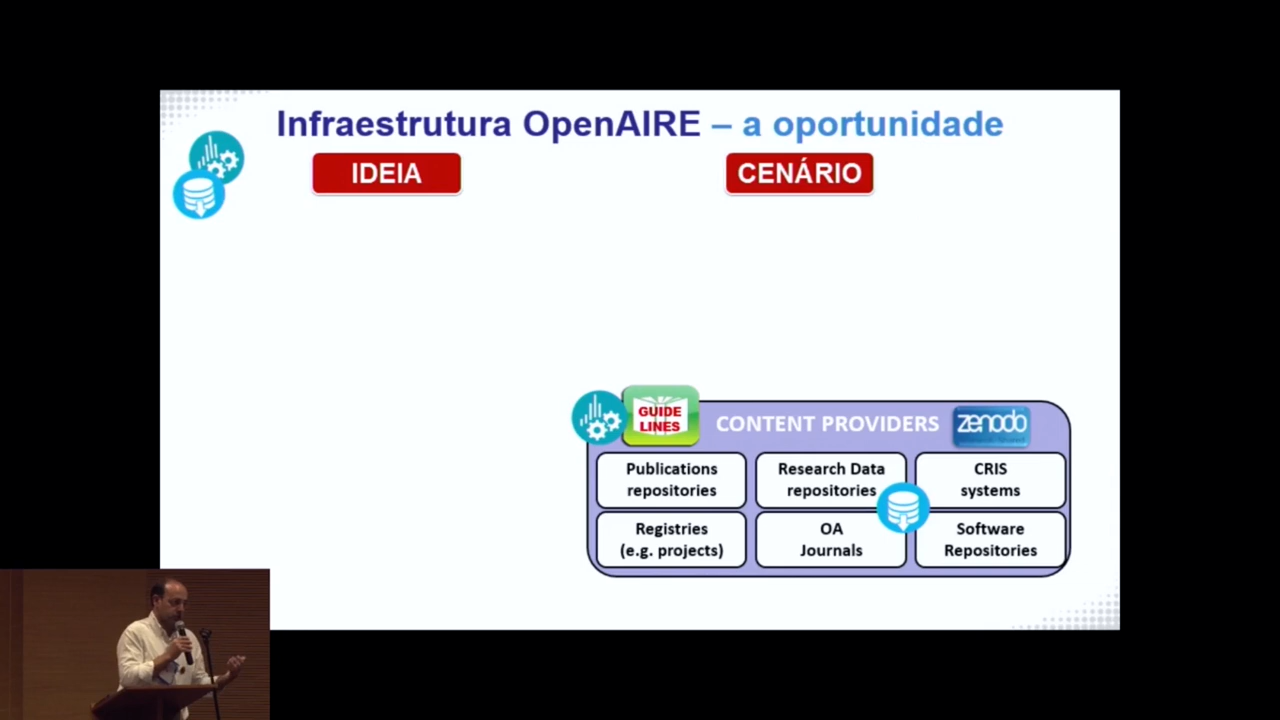 Infraestrutura OpenAIRE – a oportunidade
IDEIA
CENÁRIO
GUIDE
LINES
CONTENT PROVIDERS
zenodo
Publications
repositories
Research Data
repositories
CRIS
systems
Registries
(e.g. projects)
OA
Journals
Software
Repositories